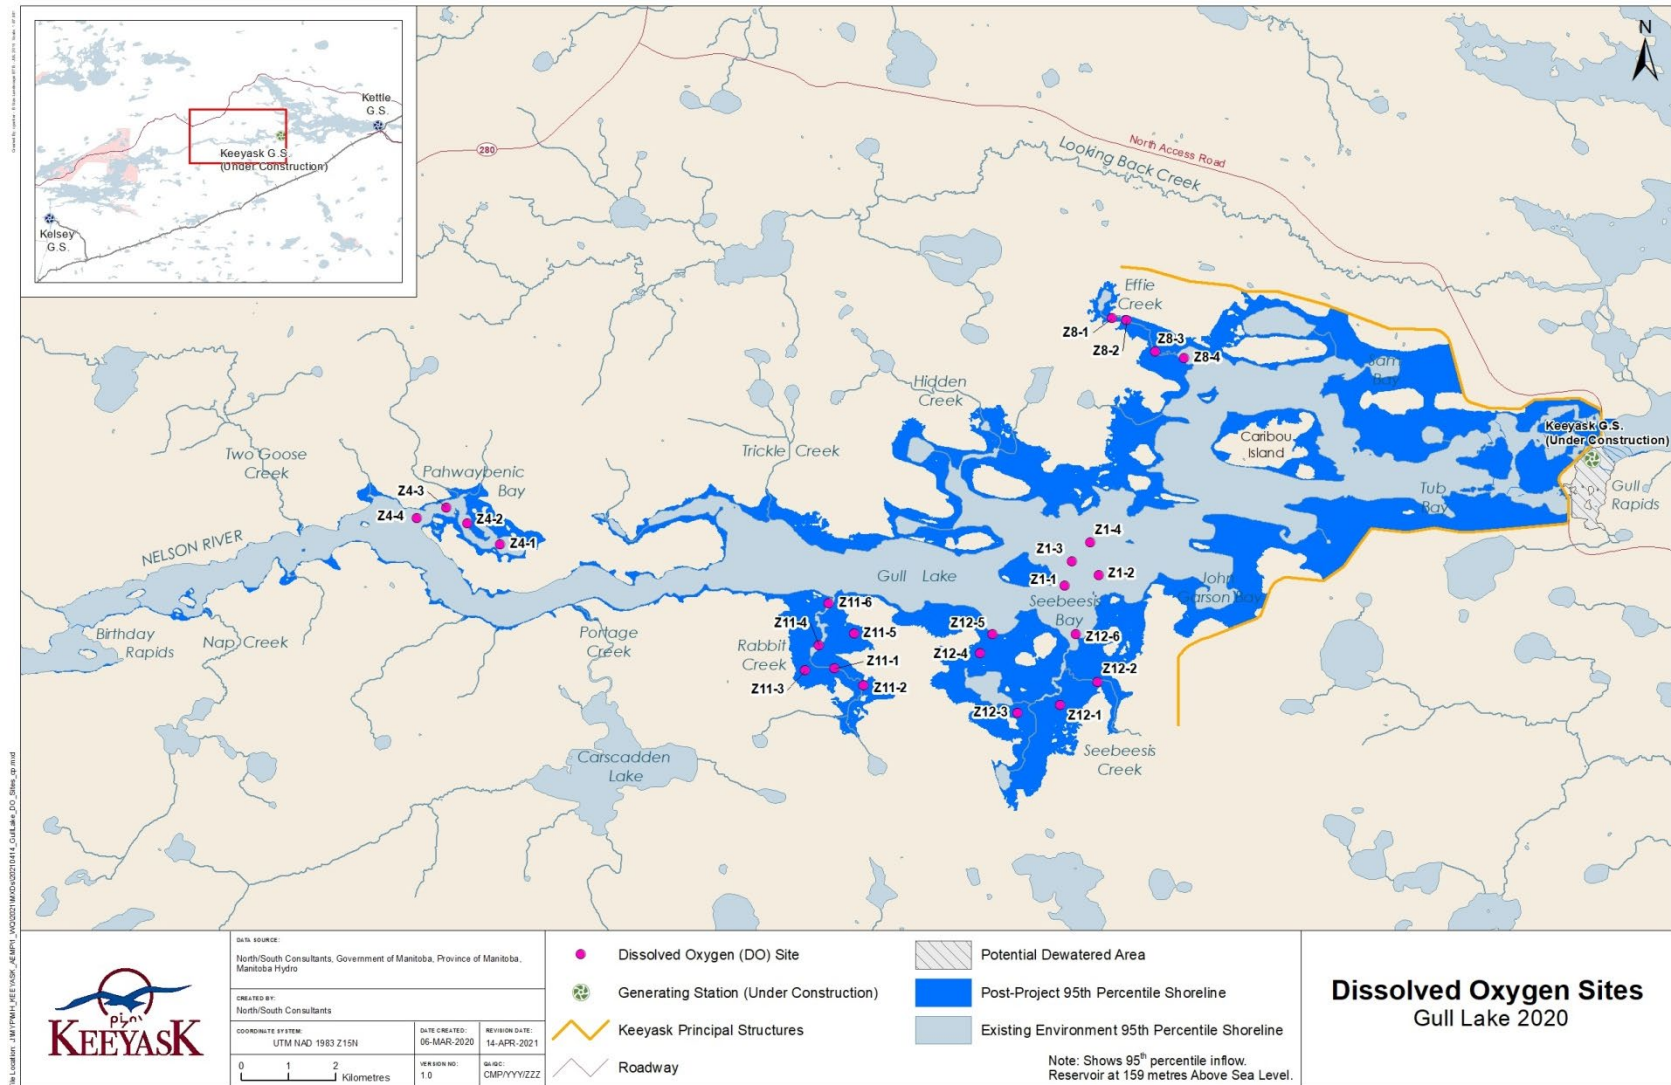 N
Kettle
G.S.
Keeyask G.S.
(Under Construction)
Kelsey
G.S.
280
North Access Road
Looking Back Creek
Effie
Creek
Z8-1
Z8-2
Z8-3
Z8-4
Sam
Bay
Hidden
Creek
Caribou
Island
Keeyask G.S.
(Under Construction)
Gull
Rapids
Tub
Bay
Two Goose
Creek
Pahwaybenic
Bay
Trickle Creek
Z4-3
Z4-4
Z4-2
Z4-1
NELSON RIVER
Z1-4
Z1-3
Z1-2
Z1-1
Gull Lake
Seebeesis
Bay
John
Garson Bay
Birthday
Rapids
Nap Creek
Portage
Creek
Rabbit
Creek
Z11-6
Z11-5
Z11-4
Z11-1
Z11-3
Z11-2
Z12-5
Z12-6
Z12-4
Z12-2
Z12-3
Z12-1
Seebeesis
Creek
Carscadden
Lake
KEEYASK
DATA SOURCE:
North/South Consultants, Government of Manitoba, Province of Manitoba,
Manitoba Hydro
CREATED BY:
North/South Consultants
COORDINATE SYSTEM:
UTM NAD 1983 Z15N
DATE CREATED:
06-MAR-2020
REVISION DATE:
14-APR-2021
0 1 2
Kilometres
VERSION NO:
1.0
QA/QC:
CMP/YYY/ZZZ
Dissolved Oxygen (DO) Site
Generating Station (Under Construction)
Keeyask Principal Structures
Roadway
Potential Dewatered Area
Post-Project 95th Percentile Shoreline
Existing Environment 95th Percentile Shoreline
Note: Shows 95th percentile inflow.
Reservoir at 159 metres Above Sea Level.
Dissolved Oxygen Sites
Gull Lake 2020